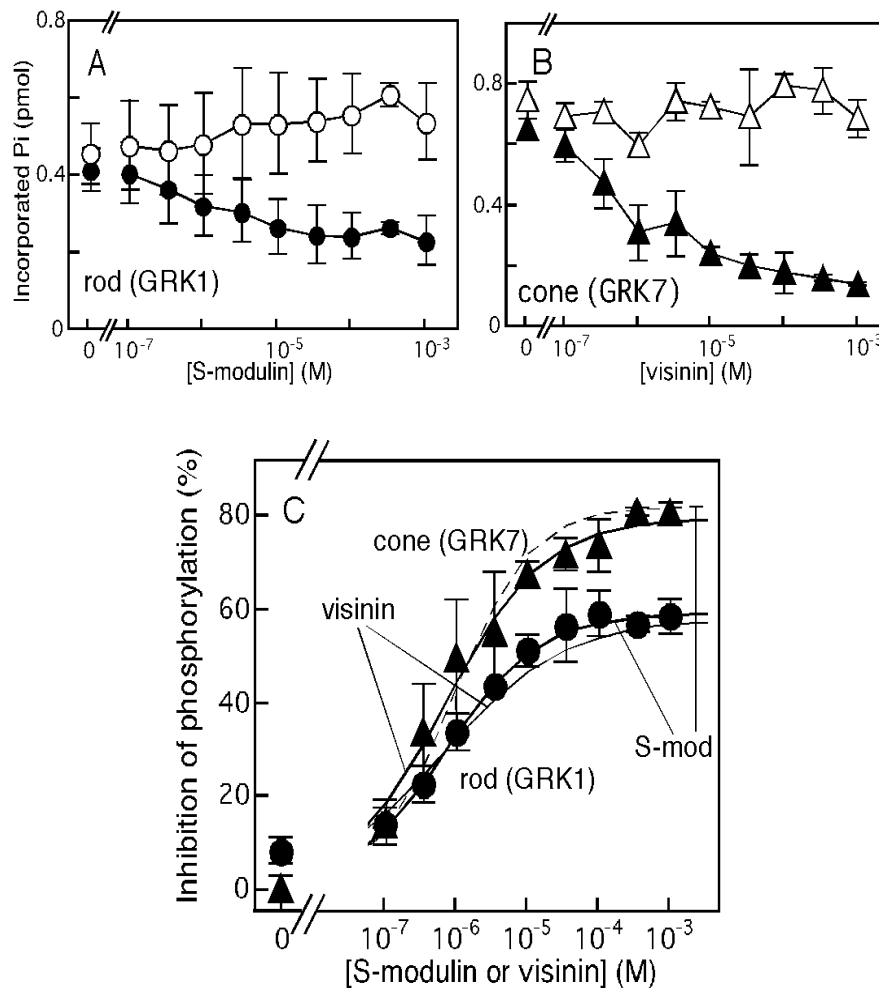 A
Incorporated Pi (pmol)
0.8
0.4
0
rod (GRK1)
0 10⁻⁷ 10⁻⁵ 10⁻³
[S-modulin] (M)
B
0.8
0.4
0
cone (GRK7)
0 10⁻⁷ 10⁻⁵ 10⁻³
[visinin] (M)
C
Inhibition of phosphorylation (%)
80
60
40
20
0
cone (GRK7)
visinin
S-mod
rod (GRK1)
0 10⁻⁷ 10⁻⁶ 10⁻⁵ 10⁻⁴ 10⁻³
[S-modulin or visinin] (M)